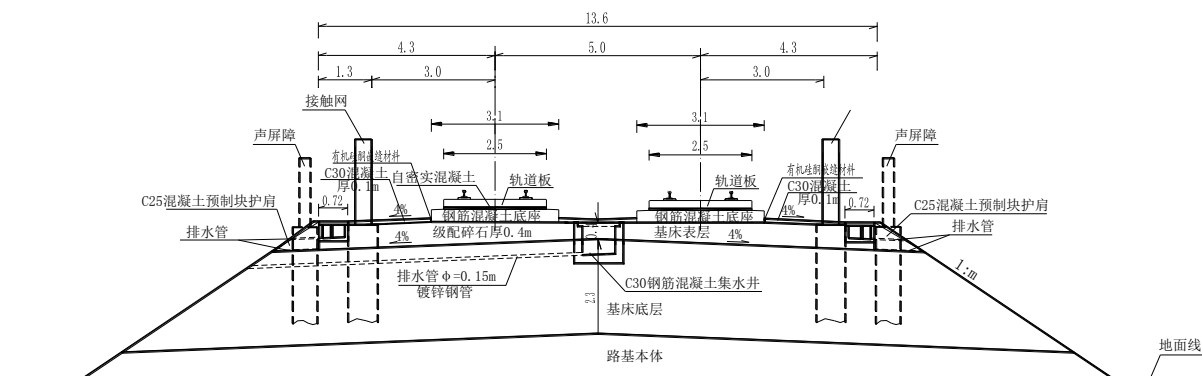 13.6
4.3
5.0
4.3
1.3
3.0
3.0
接触网
3.1
3.1
声屏障
声屏障
2.5
2.5
有机硅酮嵌缝材料
有机硅酮嵌缝材料
C30混凝土
厚0.1m
自密实混凝土
轨道板
轨道板
C30混凝土
厚0.1m
C25混凝土预制块护肩
0.72
4%
钢筋混凝土底座
钢筋混凝土底座
4%
0.72
C25混凝土预制块护肩
排水管
4%
级配碎石厚0.4m
基床表层
4%
排水管
排水管φ=0.15m
镀锌钢管
C30钢筋混凝土集水井
1:m
2.3
基床底层
路基本体
地面线